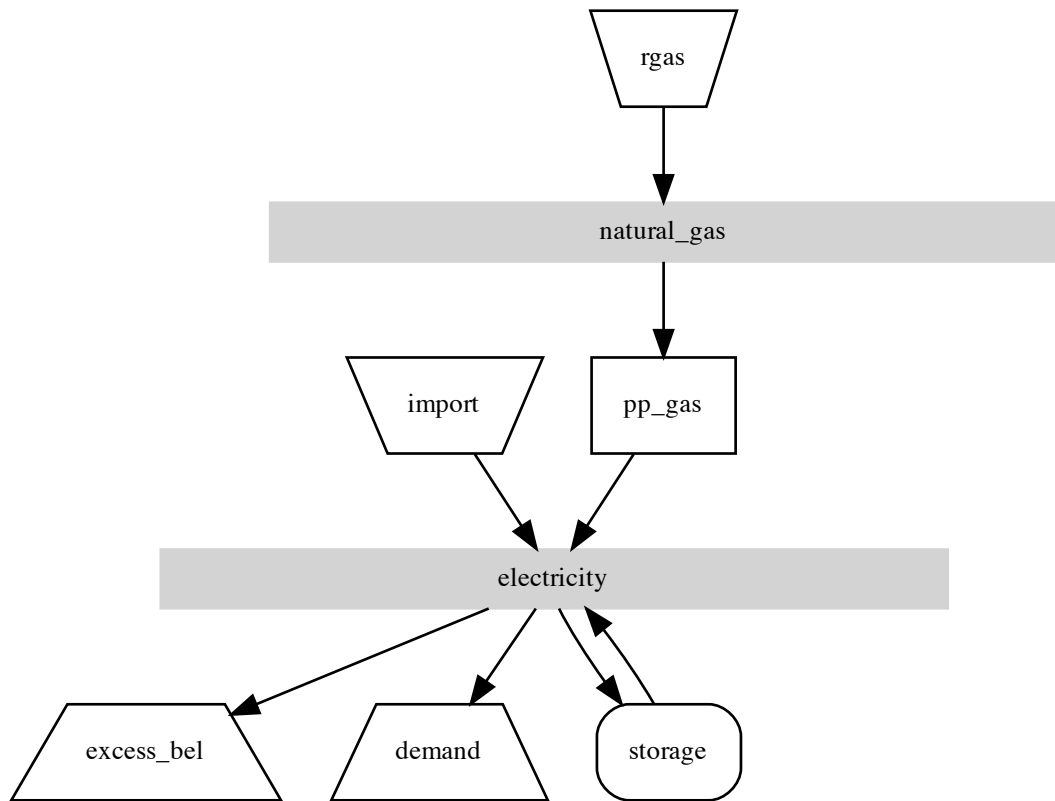 rgas
natural_gas
import
pp_gas
electricity
excess_bel
demand
storage